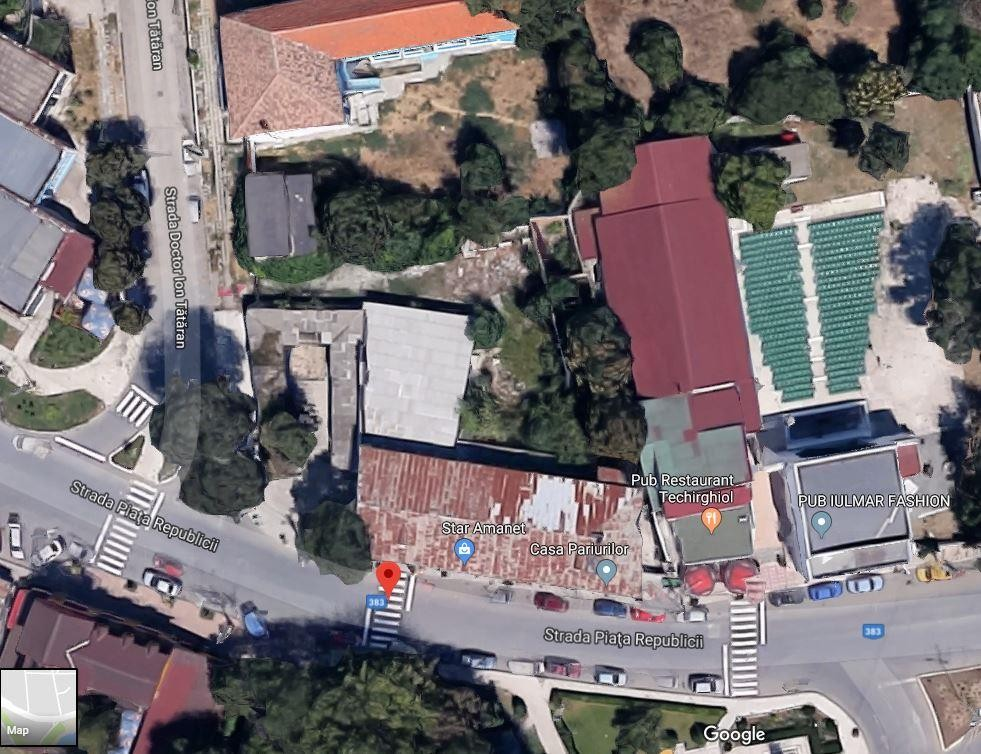 Ion Tătăran
Strada Doctor Ion Tătăran
Strada Piața Republicii
Pub Restaurant
Techirghiol
PUB IULMAR FASHION
Star Amanet
Casa Pariurilor
383
Strada Piața Republicii
383
Map
Google